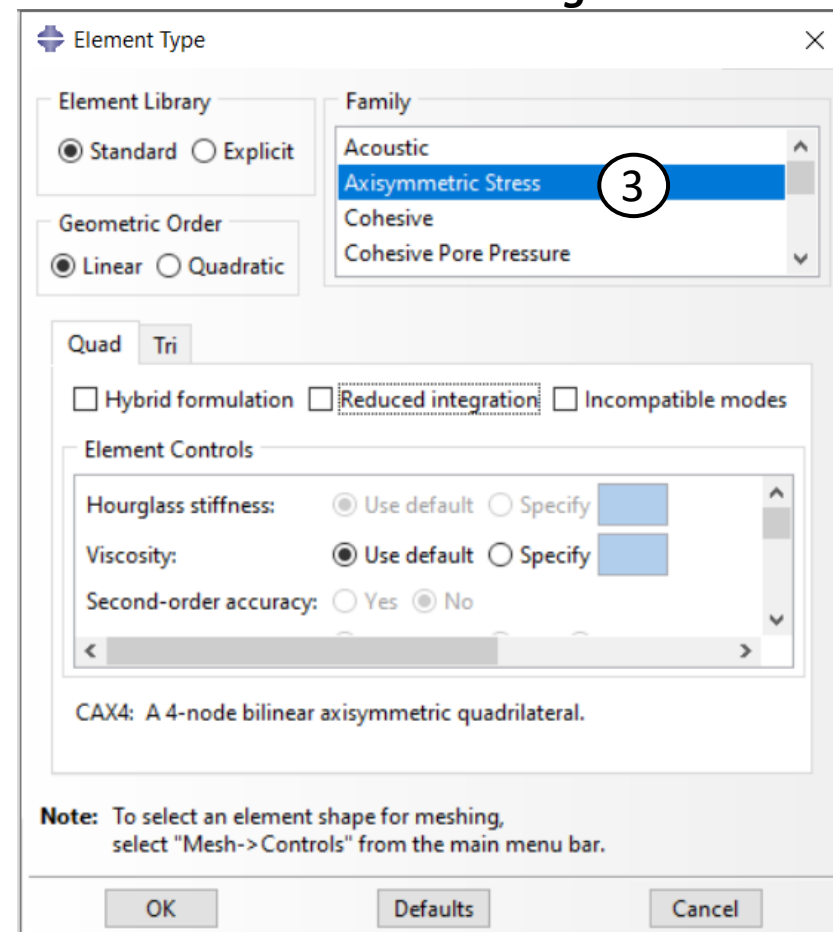 Element Type
Element Library
Family
Standard Explicit
Acoustic
Axisymmetric Stress 3
Cohesive
Cohesive Pore Pressure
Geometric Order
Linear Quadratic
Quad Tri
Hybrid formulation Reduced integration Incompatible modes
Element Controls
Hourglass stiffness: Use default Specify
Viscosity: Use default Specify
Second-order accuracy: Yes No
CAX4: A 4-node bilinear axisymmetric quadrilateral.
Note: To select an element shape for meshing,
select "Mesh->Controls" from the main menu bar.
OK Defaults Cancel